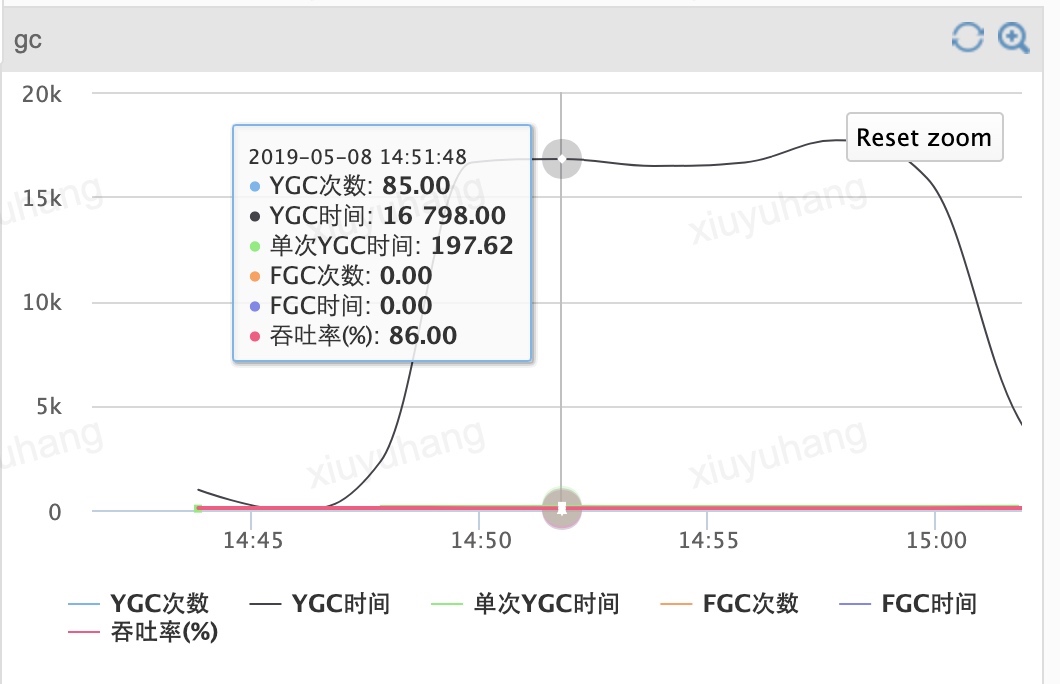 gc
20k
15k
10k
5k
0
Reset zoom
2019-05-08 14:51:48
YGC次数: 85.00
YGC时间: 16 798.00
单次YGC时间: 197.62
FGC次数: 0.00
FGC时间: 0.00
吞吐率(%): 86.00
xiuyuhang
xiuyuhang
uhang
uhang
xiuyuhang
xiuyuhang
14:45 14:50 14:55 15:00
YGC次数 YGC时间 单次YGC时间 FGC次数 FGC时间
吞吐率(%)